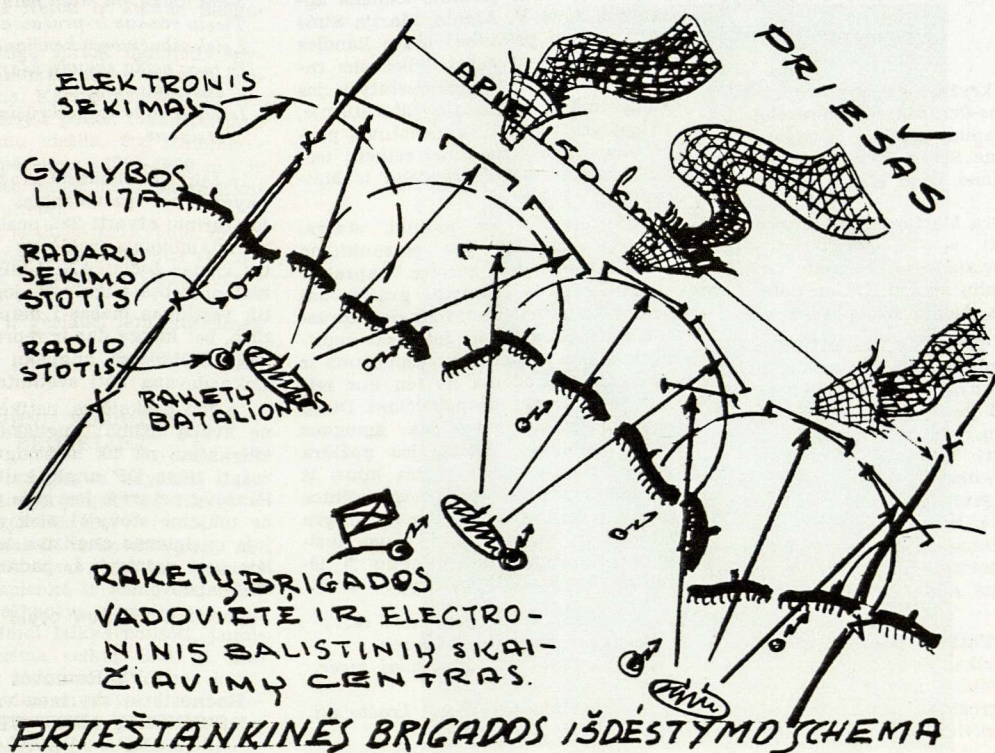 ELEKTRONIS
SEKIMAS
APIE 150 km
PRIEŠAS
GYNYBOS
LINIJA
RADARŲ
SEKIMO
STOTIS
RADIO
STOTIS
RAKETŲ
BATALIONAS
RAKETŲ BRIGADOS
VADOVIETĖ IR ELECTRO-
NINIS BALISTINIŲ SKAI-
ČIAVIMŲ CENTRAS.
PRIEŠTANKINĖS BRIGADOS IŠDĖSTYMO SCHEMA